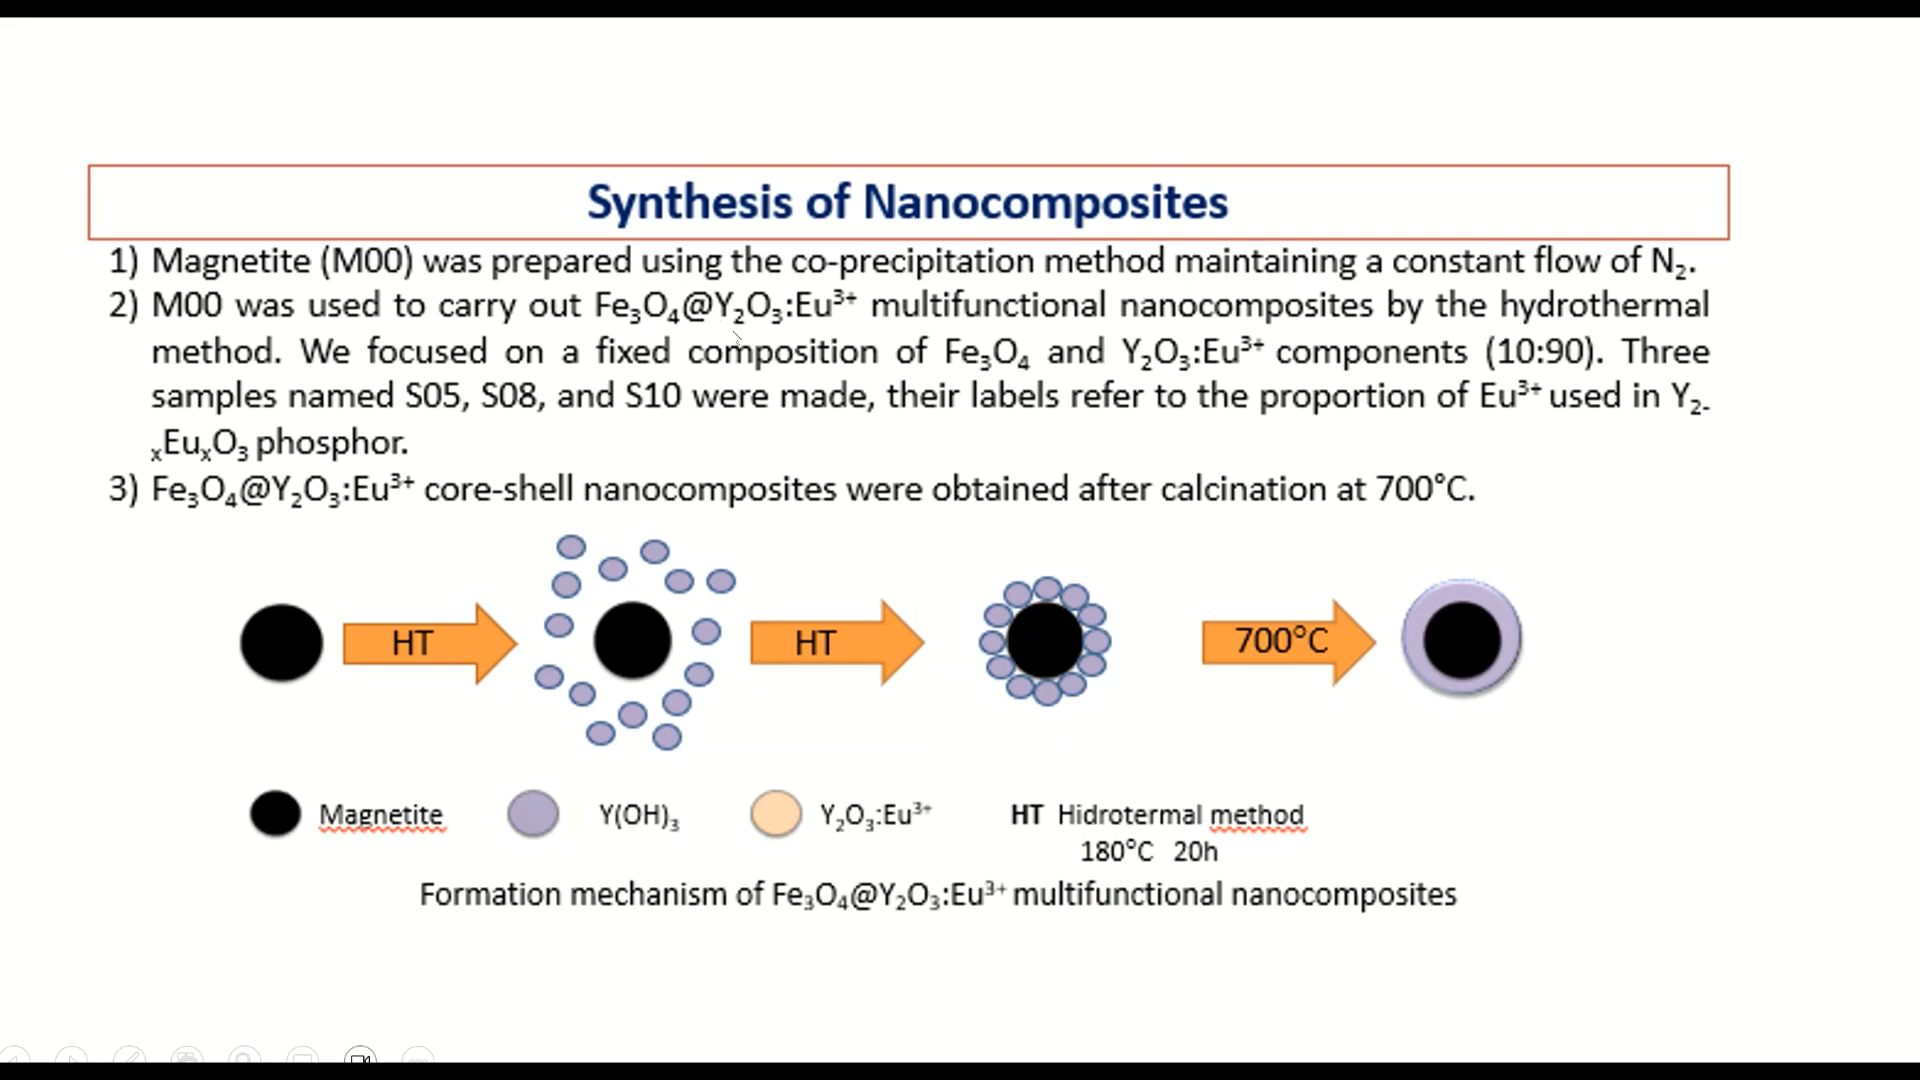 Synthesis of Nanocomposites
1) Magnetite (M00) was prepared using the co-precipitation method maintaining a constant flow of N₂.
2) M00 was used to carry out Fe₃O₄@Y₂O₃:Eu³⁺ multifunctional nanocomposites by the hydrothermal
method. We focused on a fixed composition of Fe₃O₄ and Y₂O₃:Eu³⁺ components (10:90). Three
samples named S05, S08, and S10 were made, their labels refer to the proportion of Eu³⁺ used in Y₂₋
ₓEuₓO₃ phosphor.
3) Fe₃O₄@Y₂O₃:Eu³⁺ core-shell nanocomposites were obtained after calcination at 700°C.
HT
HT
700°C
Magnetite
Y(OH)₃
Y₂O₃:Eu³⁺
HT Hidrotermal method
180°C 20h
Formation mechanism of Fe₃O₄@Y₂O₃:Eu³⁺ multifunctional nanocomposites